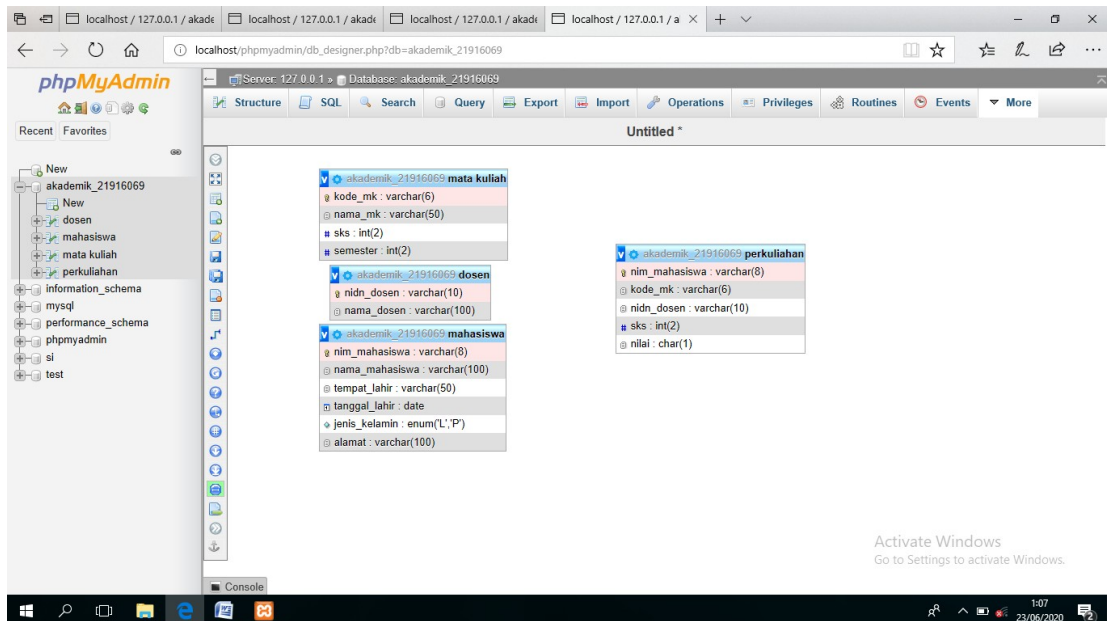 localhost / 127.0.0.1 / akade
localhost / 127.0.0.1 / akade
localhost / 127.0.0.1 / akade
localhost / 127.0.0.1 / a
localhost/phpmyadmin/db_designer.php?db=akademik_21916069
phpMyAdmin
Recent Favorites
New
akademik_21916069
New
dosen
mahasiswa
mata kuliah
perkuliahan
information_schema
mysql
performance_schema
phpmyadmin
si
test
Server: 127.0.0.1 » Database: akademik_21916069
Structure SQL Search Query Export Import Operations Privileges Routines Events More
Untitled *
akademik_21916069 mata kuliah
kode_mk : varchar(6)
nama_mk : varchar(50)
# sks : int(2)
# semester : int(2)
akademik_21916069 dosen
nidn_dosen : varchar(10)
nama_dosen : varchar(100)
akademik_21916069 mahasiswa
nim_mahasiswa : varchar(8)
nama_mahasiswa : varchar(100)
tempat_lahir : varchar(50)
tanggal_lahir : date
jenis_kelamin : enum('L','P')
alamat : varchar(100)
akademik_21916069 perkuliahan
nim_mahasiswa : varchar(8)
kode_mk : varchar(6)
nidn_dosen : varchar(10)
# sks : int(2)
nilai : char(1)
Activate Windows
Go to Settings to activate Windows.
Console
1:07
23/06/2020